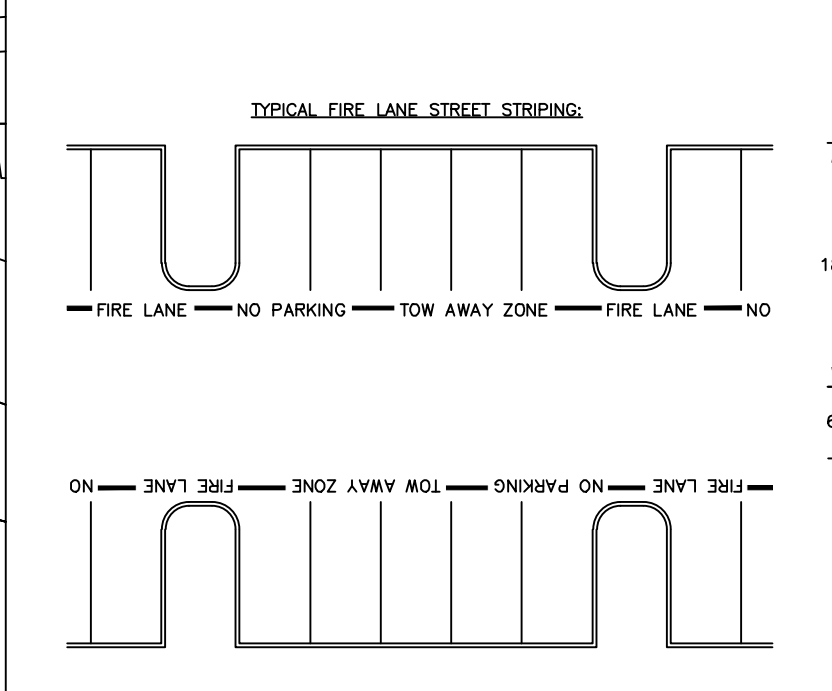 TYPICAL FIRE LANE STREET STRIPING:
FIRE LANE — NO PARKING — TOW AWAY ZONE — FIRE LANE — NO
FIRE LANE — NO PARKING — TOW AWAY ZONE — FIRE LANE — NO